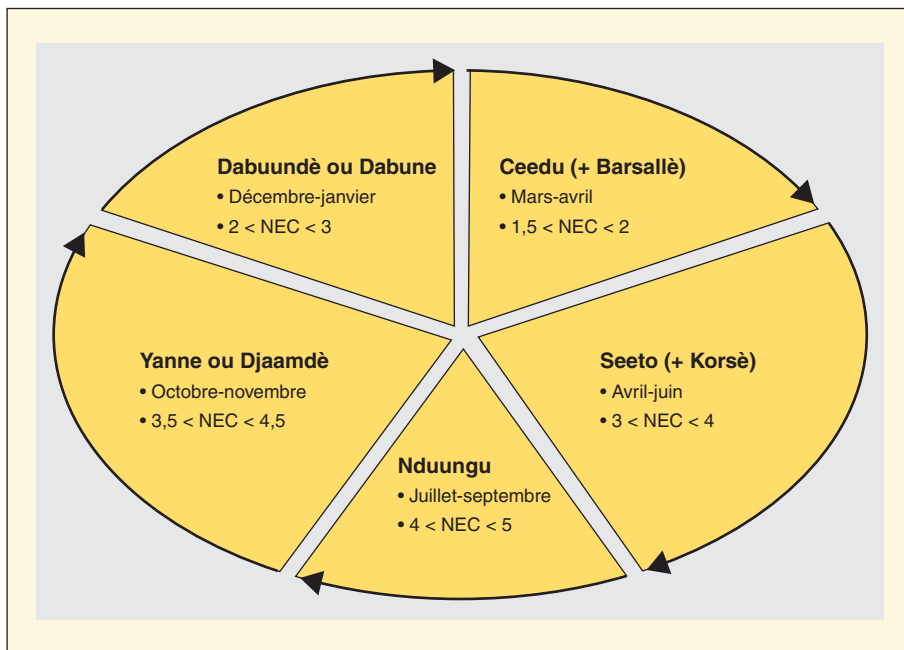 Dabuundè ou Dabune
• Décembre-janvier
• 2 < NEC < 3
Ceedu (+ Barsallè)
• Mars-avril
• 1,5 < NEC < 2
Seeto (+ Korsè)
• Avril-juin
• 3 < NEC < 4
Nduungu
• Juillet-septembre
• 4 < NEC < 5
Yanne ou Djaamdè
• Octobre-novembre
• 3,5 < NEC < 4,5